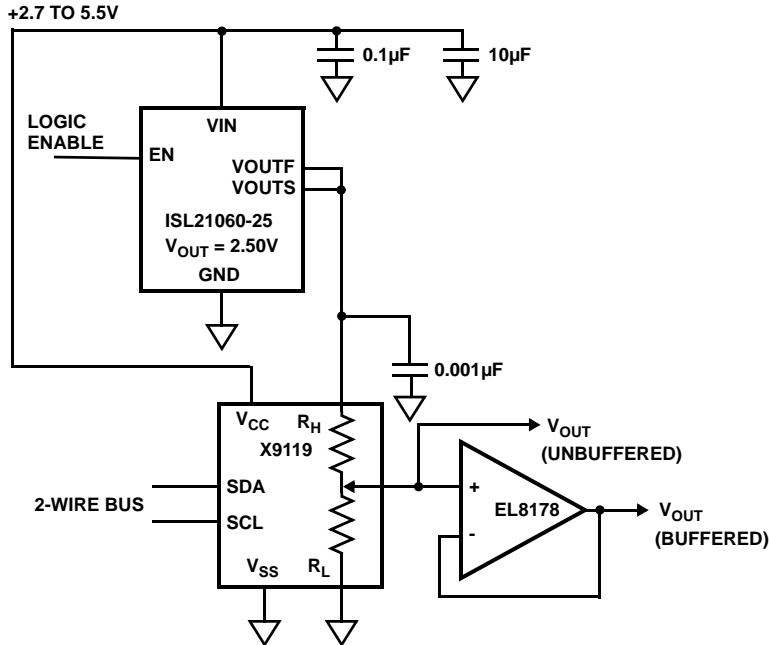 +2.7 TO 5.5V
0.1µF
10µF
LOGIC
ENABLE
VIN
EN
VOUTF
VOUTS
ISL21060-25
VOUT = 2.50V
GND
0.001µF
VCC
RH
X9119
VOUT
(UNBUFFERED)
2-WIRE BUS
SDA
SCL
+
EL8178
-
VOUT
(BUFFERED)
VSS
RL